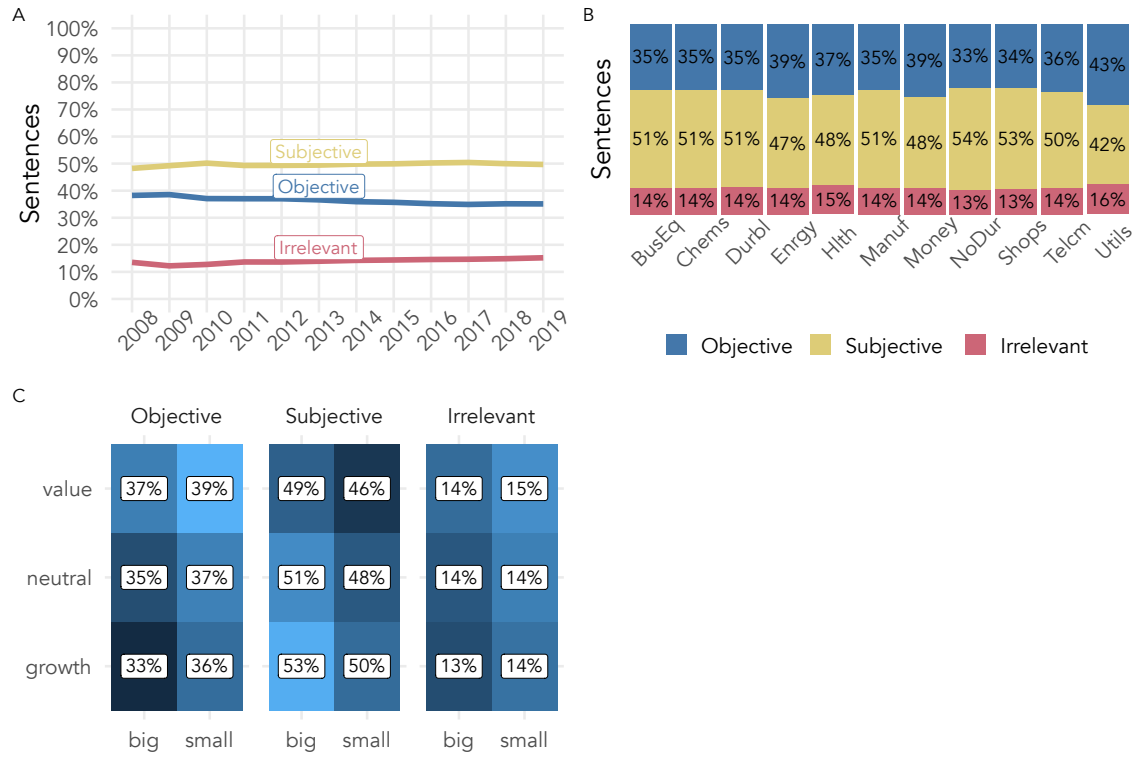 A
100%
90%
80%
70%
60%
50%
40%
30%
20%
10%
0%
Sentences
Subjective
Objective
Irrelevant
2008 2009 2010 2011 2012 2013 2014 2015 2016 2017 2018 2019
B
Sentences
35% 35% 35% 39% 37% 35% 39% 33% 34% 36% 43%
51% 51% 51% 47% 48% 51% 48% 54% 53% 50% 42%
14% 14% 14% 14% 15% 14% 14% 13% 13% 14% 16%
BusEq Chems Durbl Enrgy Hlth Manuf Money NoDur Shops Telcm Utils
Objective Subjective Irrelevant
C
Objective Subjective Irrelevant
value 37% 39% 49% 46% 14% 15%
neutral 35% 37% 51% 48% 14% 14%
growth 33% 36% 53% 50% 13% 14%
big small big small big small